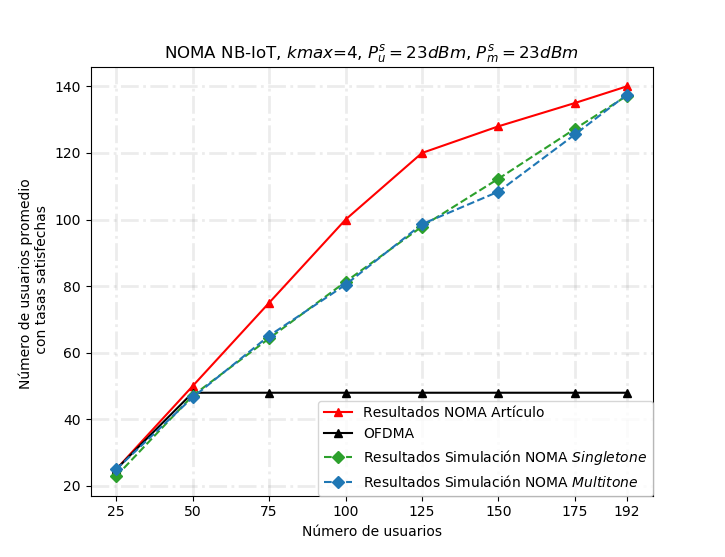 NOMA NB-IoT, kmax=4, P_u^s = 23dBm, P_m^s = 23dBm
140
120
100
80
60
40
20
Número de usuarios promedio
con tasas satisfechas
Resultados NOMA Artículo
OFDMA
Resultados Simulación NOMA Singletone
Resultados Simulación NOMA Multitone
25 50 75 100 125 150 175 192
Número de usuarios